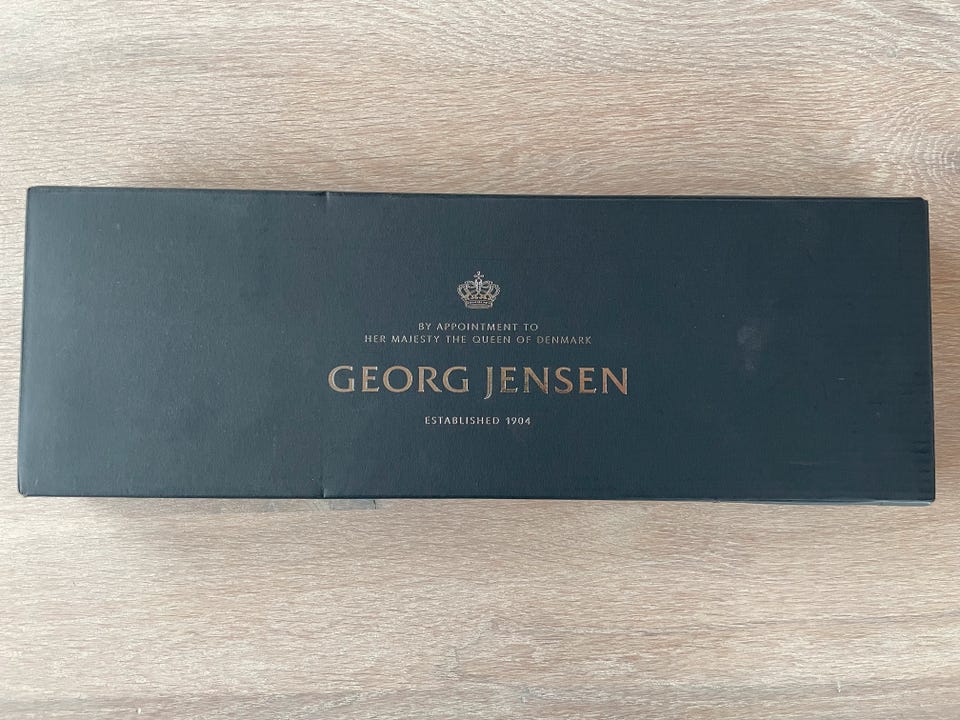 BY APPOINTMENT TO
HER MAJESTY THE QUEEN OF DENMARK
GEORG JENSEN
ESTABLISHED 1904